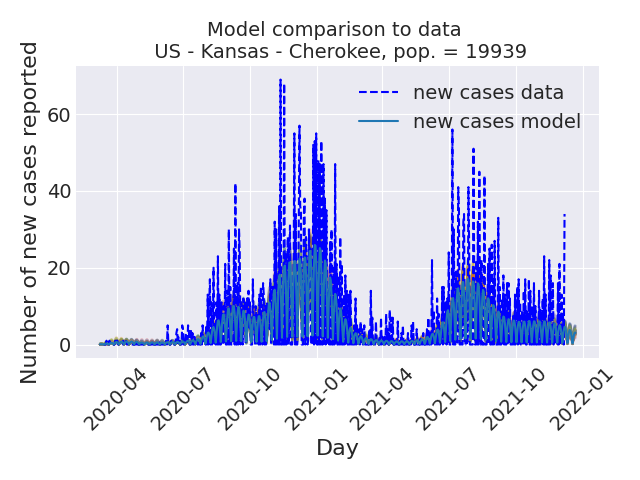 Model comparison to data
US - Kansas - Cherokee, pop. = 19939
Number of new cases reported
60
40
20
0
new cases data
new cases model
2020-04
2020-07
2020-10
2021-01
2021-04
2021-07
2021-10
2022-01
Day